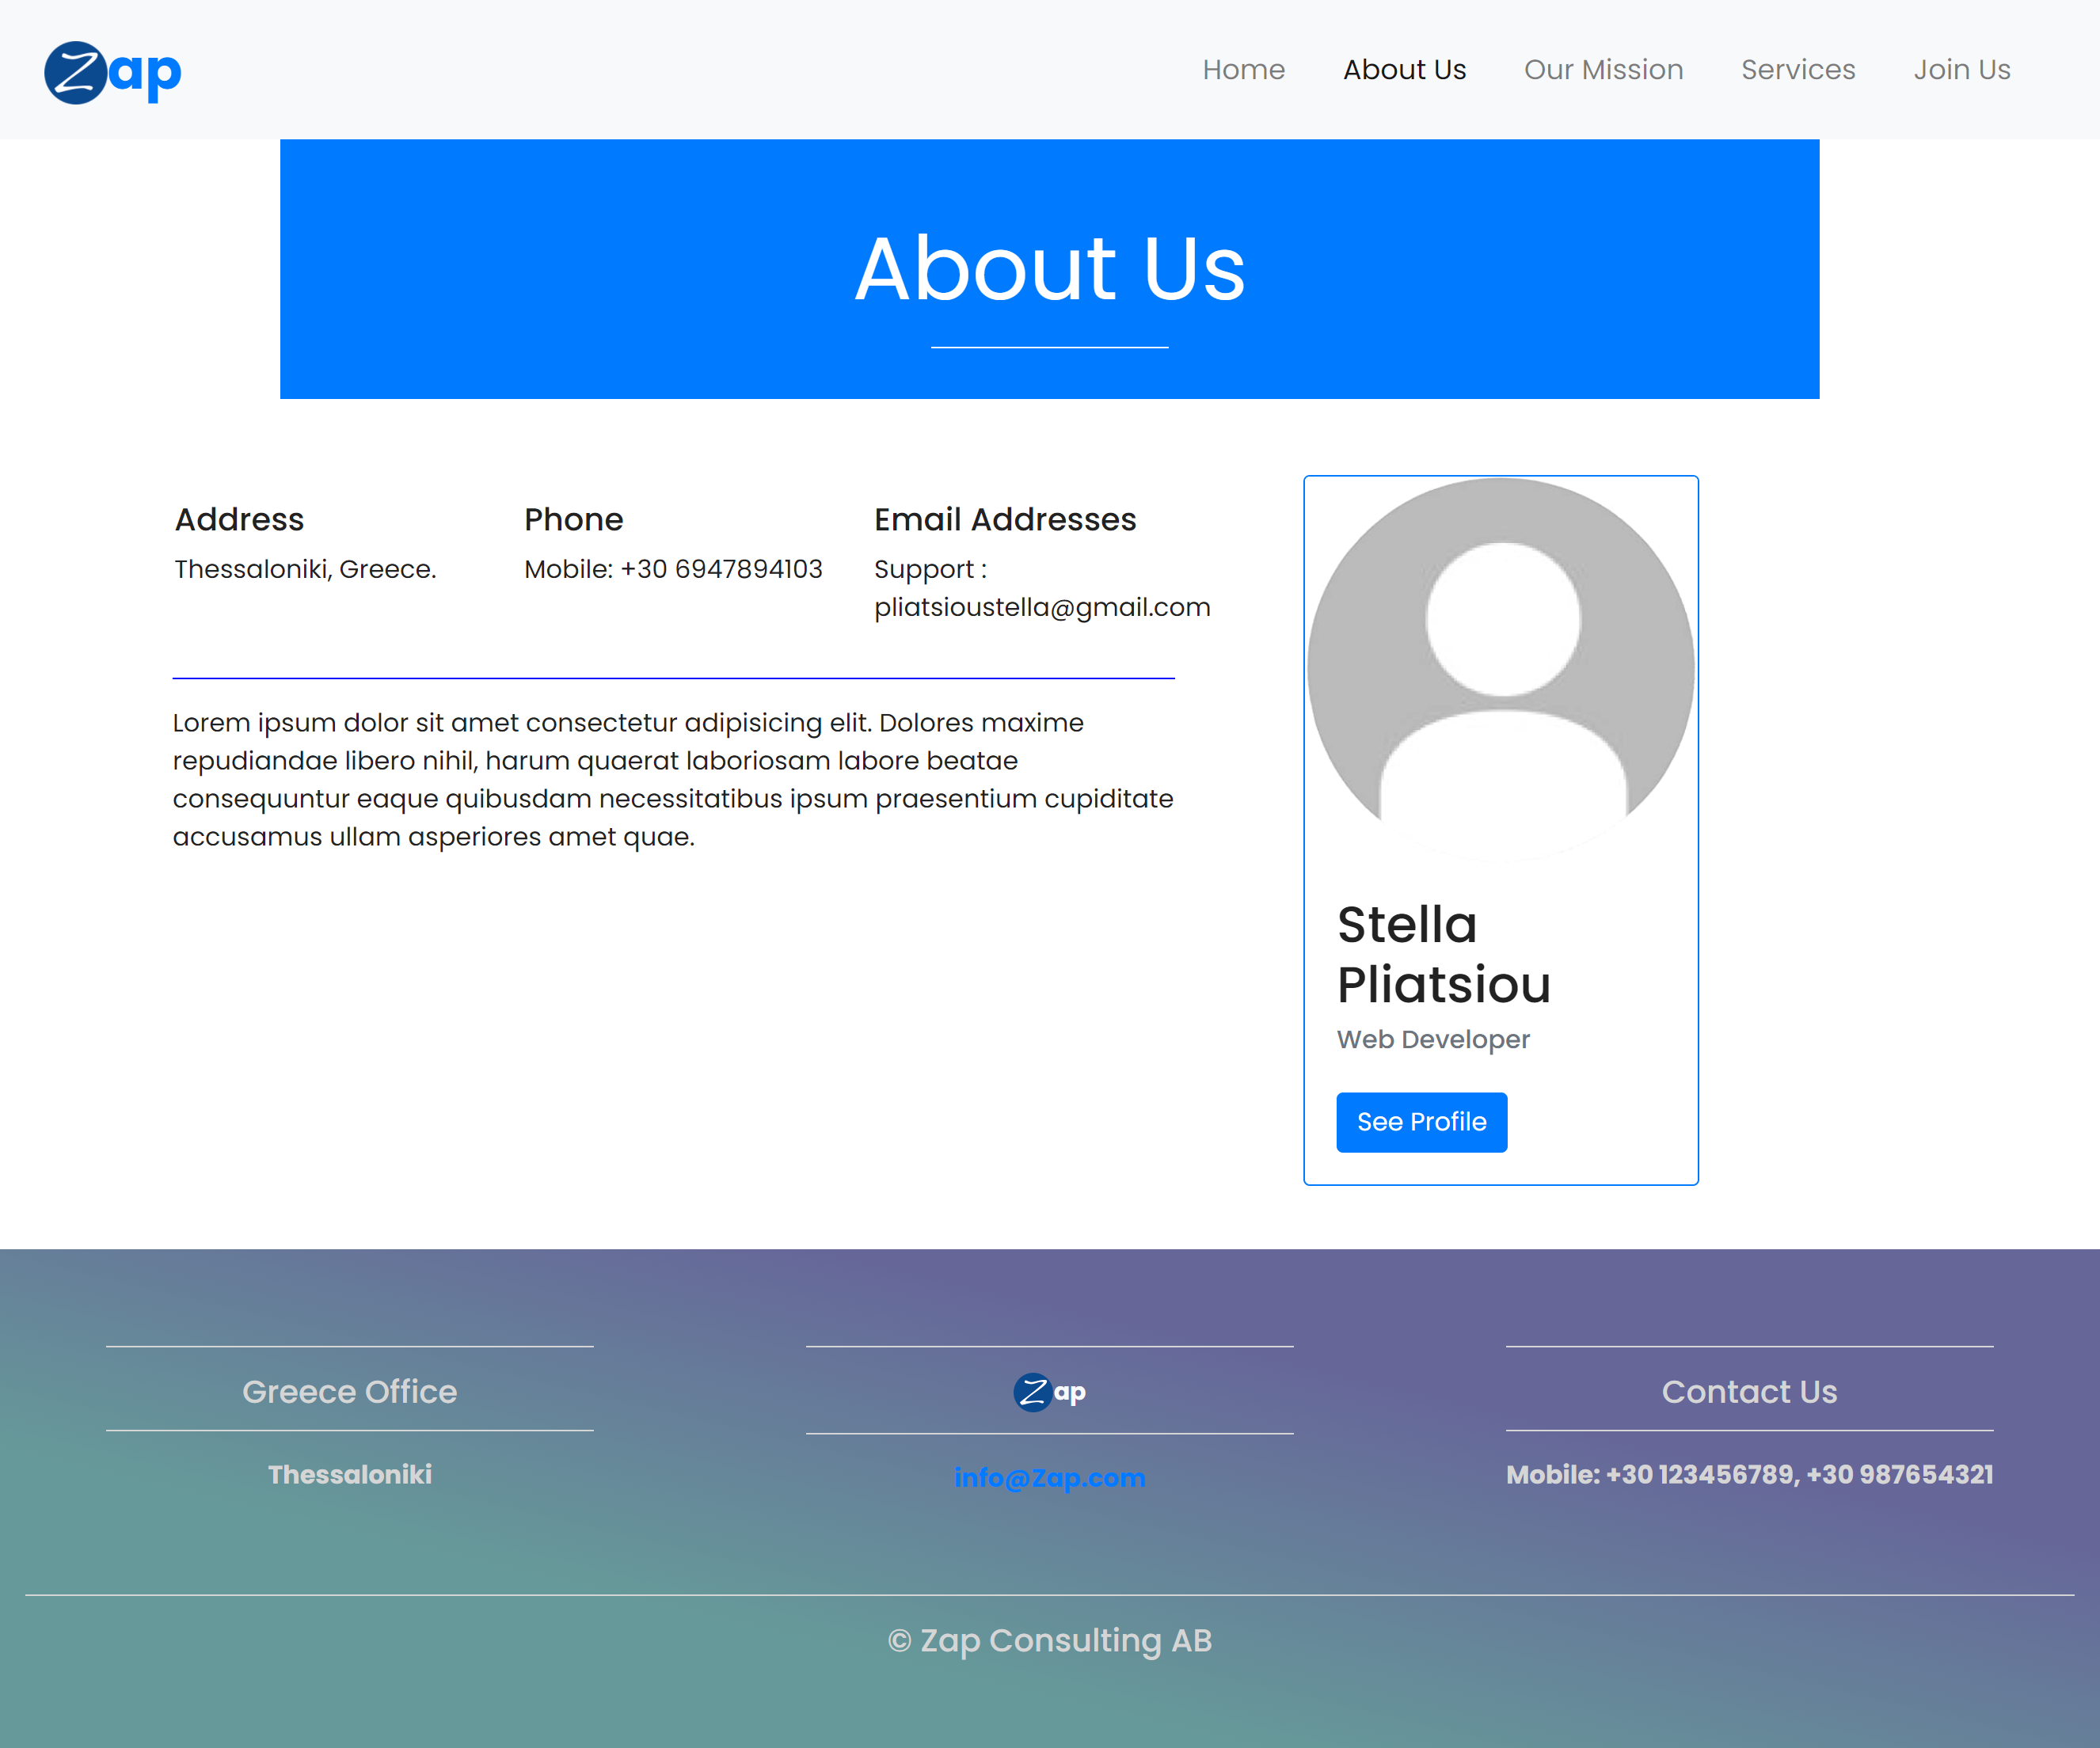 Zap
Home
About Us
Our Mission
Services
Join Us
About Us
Address
Thessaloniki, Greece.
Phone
Mobile: +30 6947894103
Email Addresses
Support :
pliatsioustella@gmail.com
Lorem ipsum dolor sit amet consectetur adipisicing elit. Dolores maxime
repudiandae libero nihil, harum quaerat laboriosam labore beatae
consequuntur eaque quibusdam necessitatibus ipsum praesentium cupiditate
accusamus ullam asperiores amet quae.
Stella
Pliatsiou
Web Developer
See Profile
Greece Office
Thessaloniki
Zap
info@Zap.com
Contact Us
Mobile: +30 123456789, +30 987654321
© Zap Consulting AB